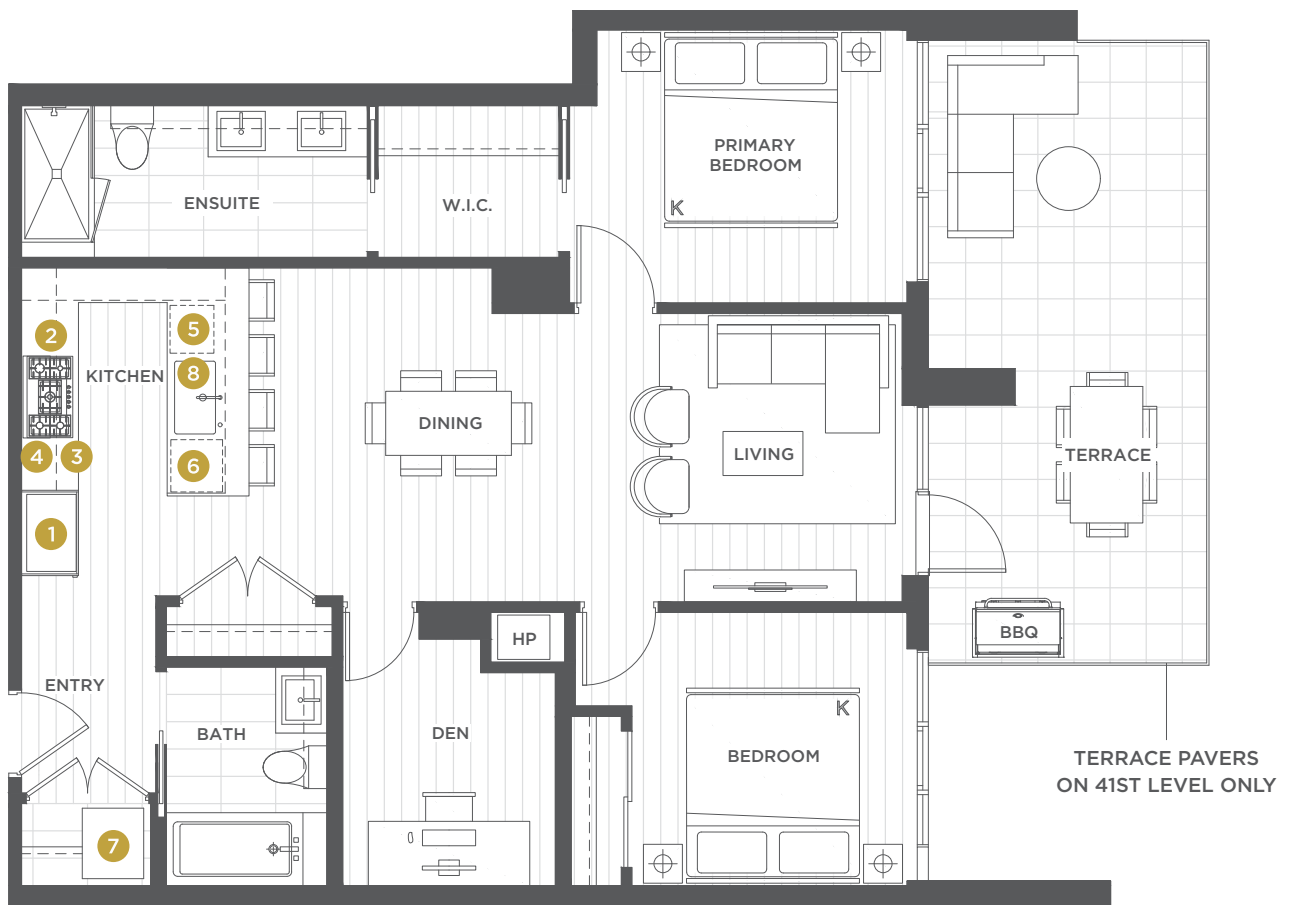 PRIMARY
BEDROOM
K
ENSUITE
W.I.C.
2
5
KITCHEN
8
DINING
4
3
6
LIVING
TERRACE
1
HP
BBQ
ENTRY
BATH
DEN
K
BEDROOM
7
TERRACE PAVERS
ON 41ST LEVEL ONLY